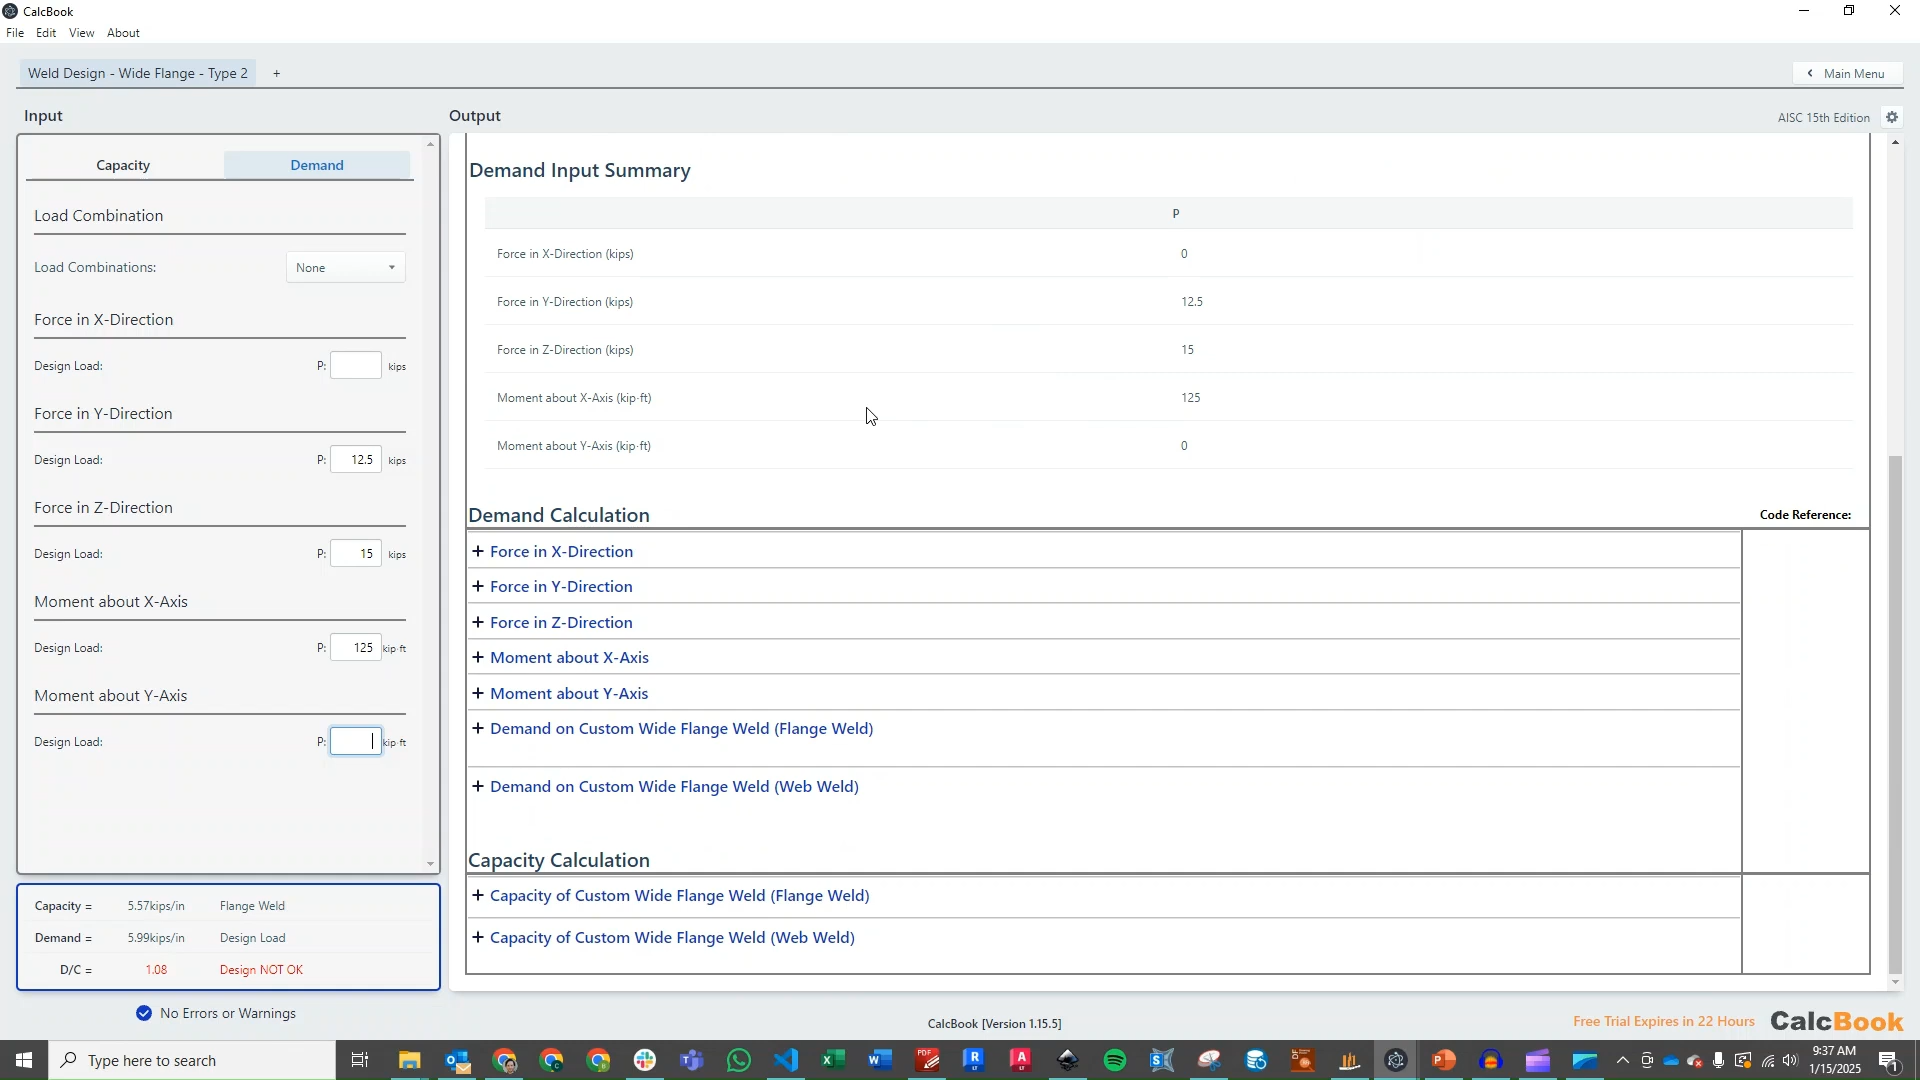 CalcBook
File Edit View About
Weld Design - Wide Flange - Type 2 +
Main Menu
Input
Output
AISC 15th Edition
Capacity
Demand
Load Combination
Load Combinations: None
Force in X-Direction
Design Load: P: kips
Force in Y-Direction
Design Load: P: 12.5 kips
Force in Z-Direction
Design Load: P: 15 kips
Moment about X-Axis
Design Load: P: 125 kip·ft
Moment about Y-Axis
Design Load: P: kip·ft
Capacity = 5.57kips/in Flange Weld
Demand = 5.99kips/in Design Load
D/C = 1.08 Design NOT OK
No Errors or Warnings
Demand Input Summary
P
Force in X-Direction (kips) 0
Force in Y-Direction (kips) 12.5
Force in Z-Direction (kips) 15
Moment about X-Axis (kip·ft) 125
Moment about Y-Axis (kip·ft) 0
Demand Calculation
Code Reference:
+ Force in X-Direction
+ Force in Y-Direction
+ Force in Z-Direction
+ Moment about X-Axis
+ Moment about Y-Axis
+ Demand on Custom Wide Flange Weld (Flange Weld)
+ Demand on Custom Wide Flange Weld (Web Weld)
Capacity Calculation
+ Capacity of Custom Wide Flange Weld (Flange Weld)
+ Capacity of Custom Wide Flange Weld (Web Weld)
CalcBook [Version 1.15.5]
Free Trial Expires in 22 Hours
CalcBook
Type here to search
9:37 AM
1/15/2025